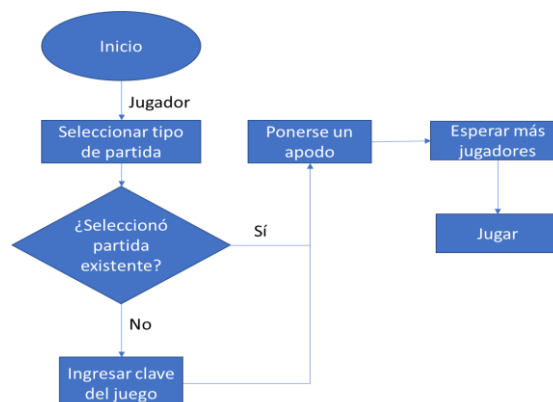 Inicio
Jugador
Seleccionar tipo
de partida
¿Seleccionó
partida
existente?
Sí
No
Ingresar clave
del juego
Ponerse un
apodo
Esperar más
jugadores
Jugar